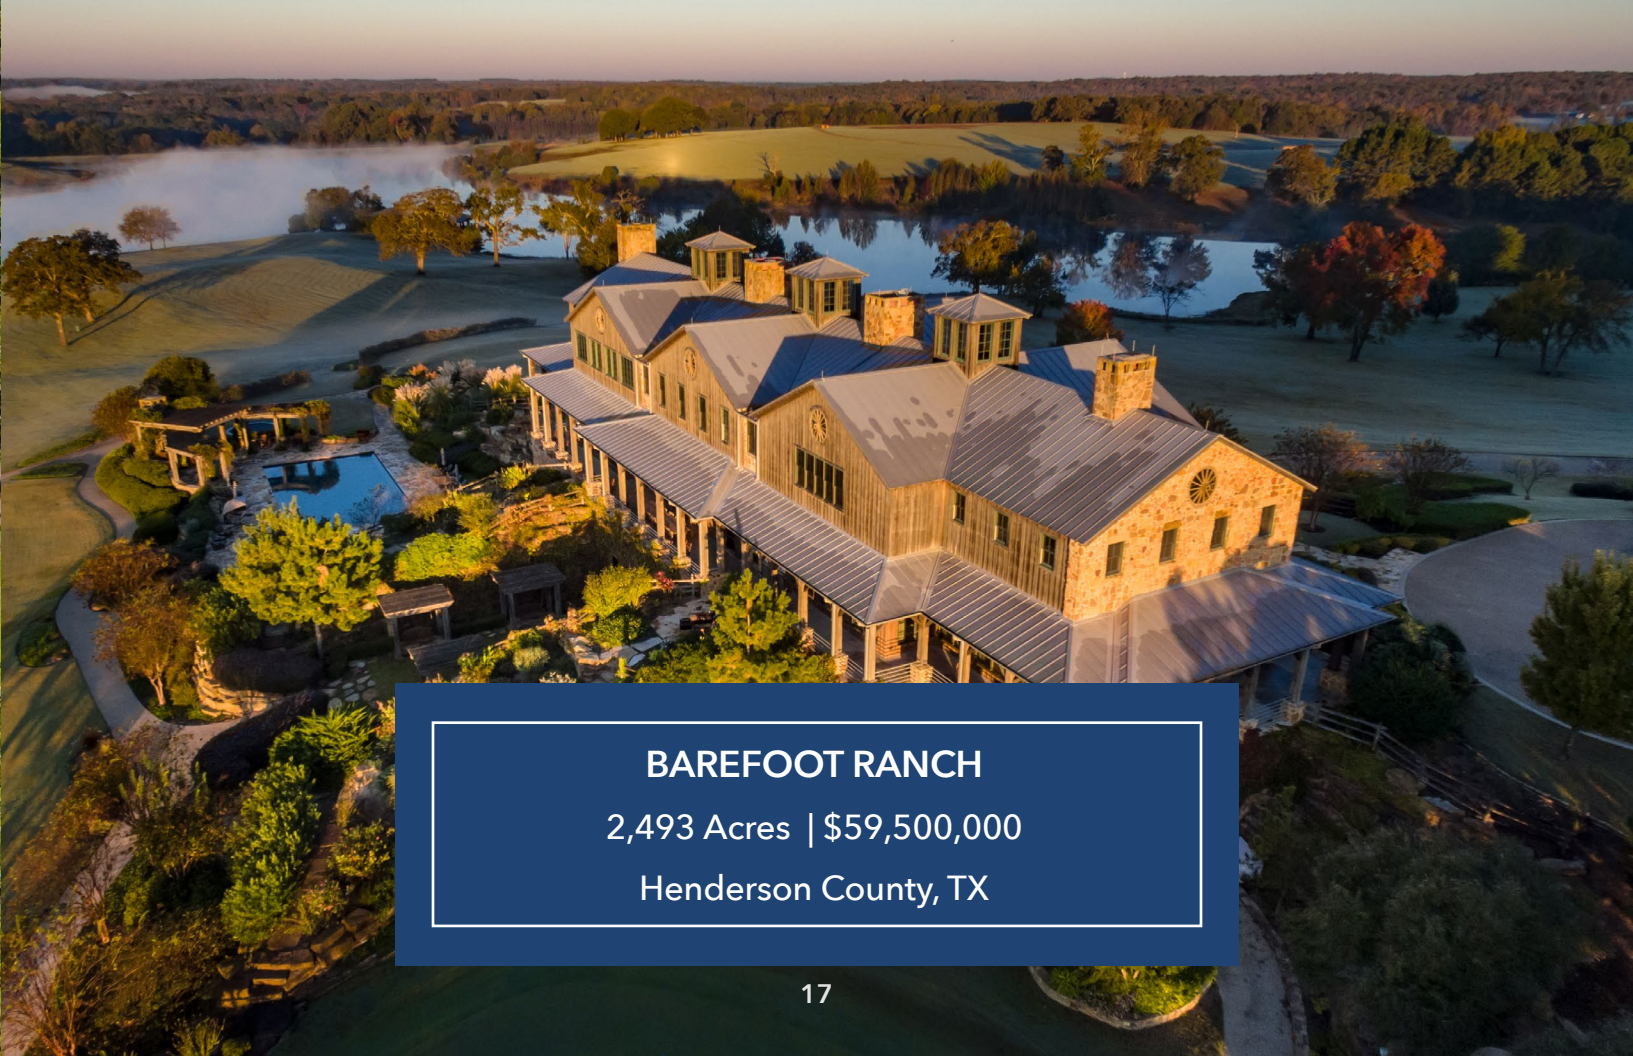 BAREFOOT RANCH
2,493 Acres | $59,500,000
Henderson County, TX
17